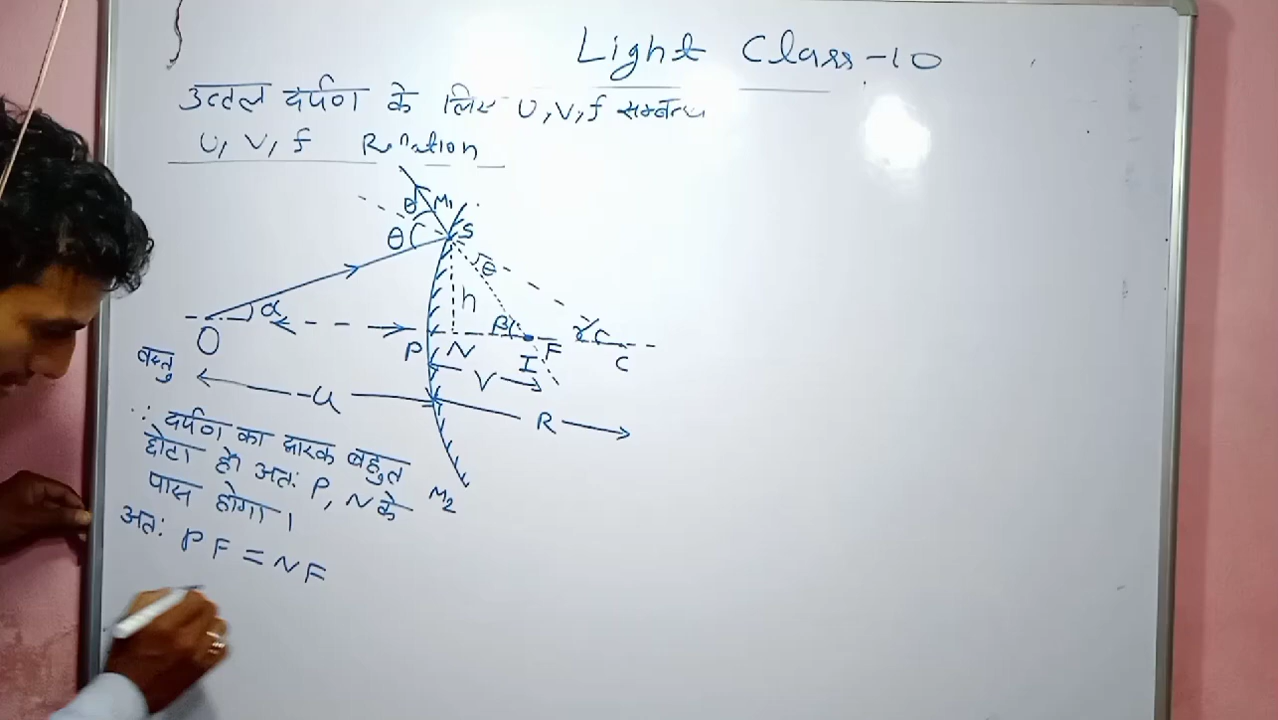 Light Class-10
उत्तल दर्पण के लिए U, V, f सम्बन्ध
U, V, f
θ M₁
θ S
θ
h
α
β γ
O P N I F C
वस्तु
V
-u
R
∵ दर्पण का द्वारक बहुत
छोटा है। अतः P, N के
पास होगा।
M₂
अतः PF = NF